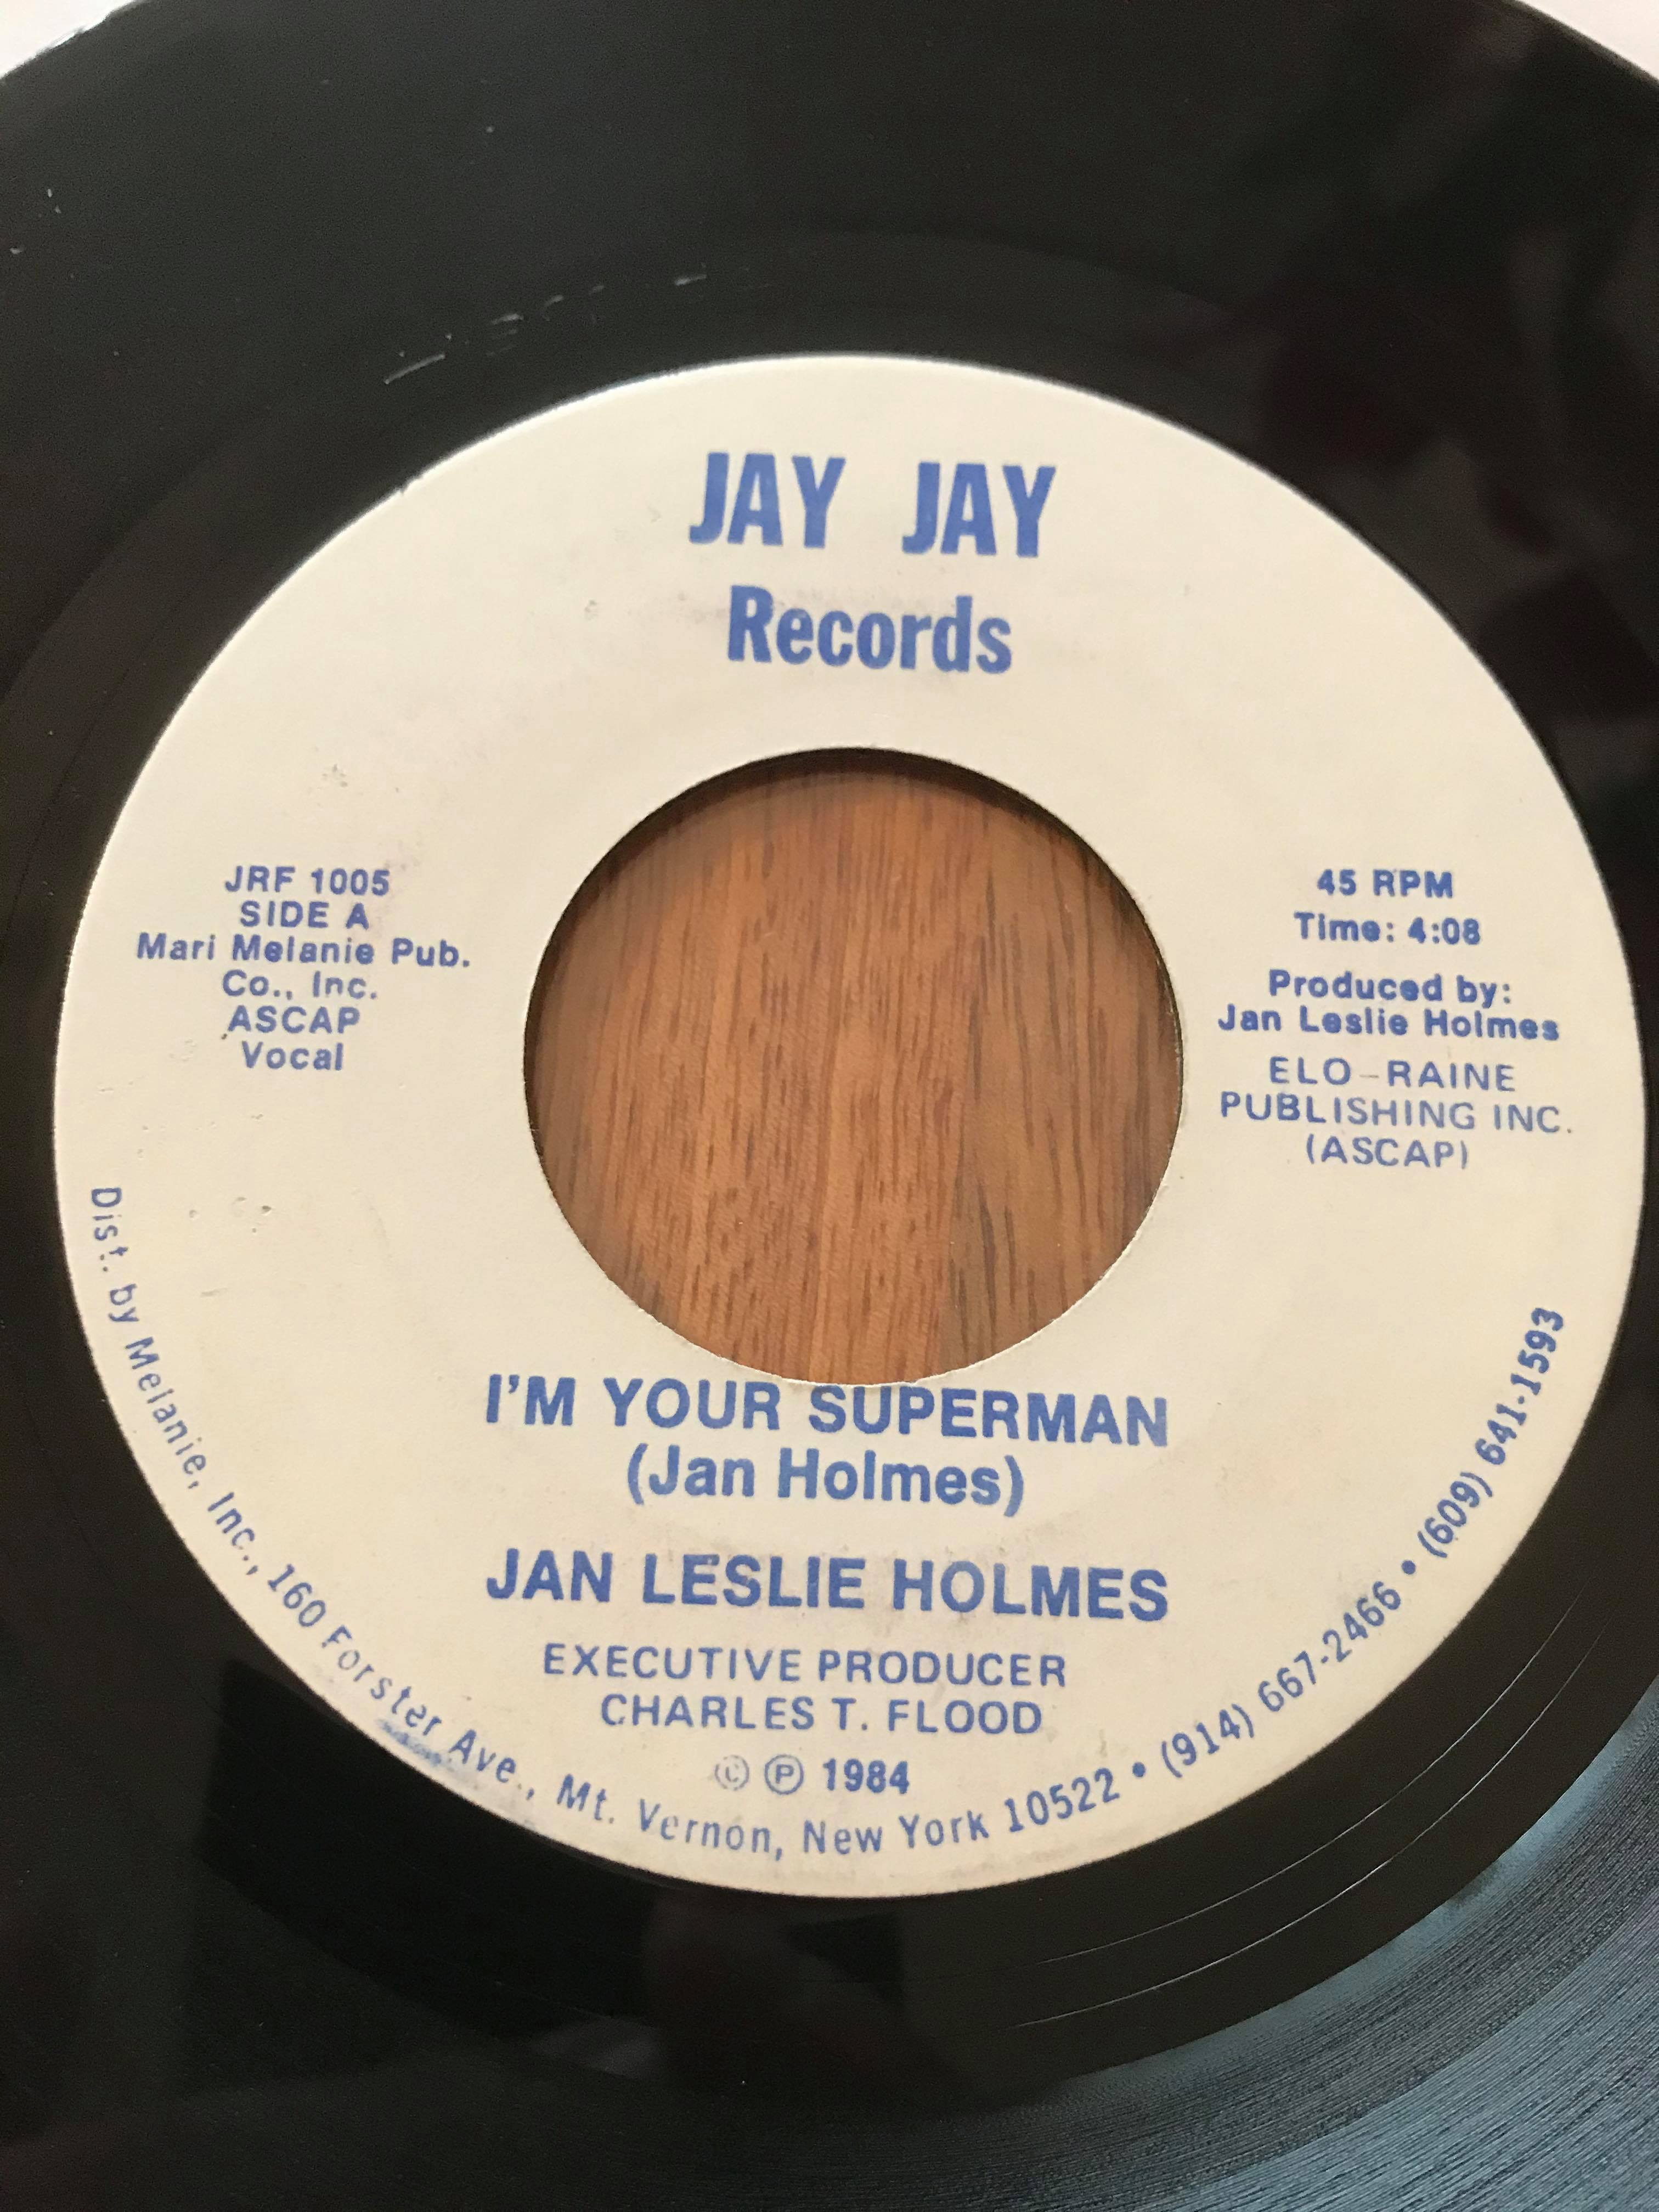 JAY JAY
Records
JRF 1005
SIDE A
Mari Melanie Pub.
Co., Inc.
ASCAP
Vocal
45 RPM
Time: 4:08
Produced by:
Jan Leslie Holmes
ELO-RAINE
PUBLISHING INC.
(ASCAP)
I'M YOUR SUPERMAN
(Jan Holmes)
JAN LESLIE HOLMES
EXECUTIVE PRODUCER
CHARLES T. FLOOD
© ℗ 1984
Dist. by Melanie, Inc., 160 Forster Ave., Mt. Vernon, New York 10522 • (914) 667-2466 • (609) 641-1593